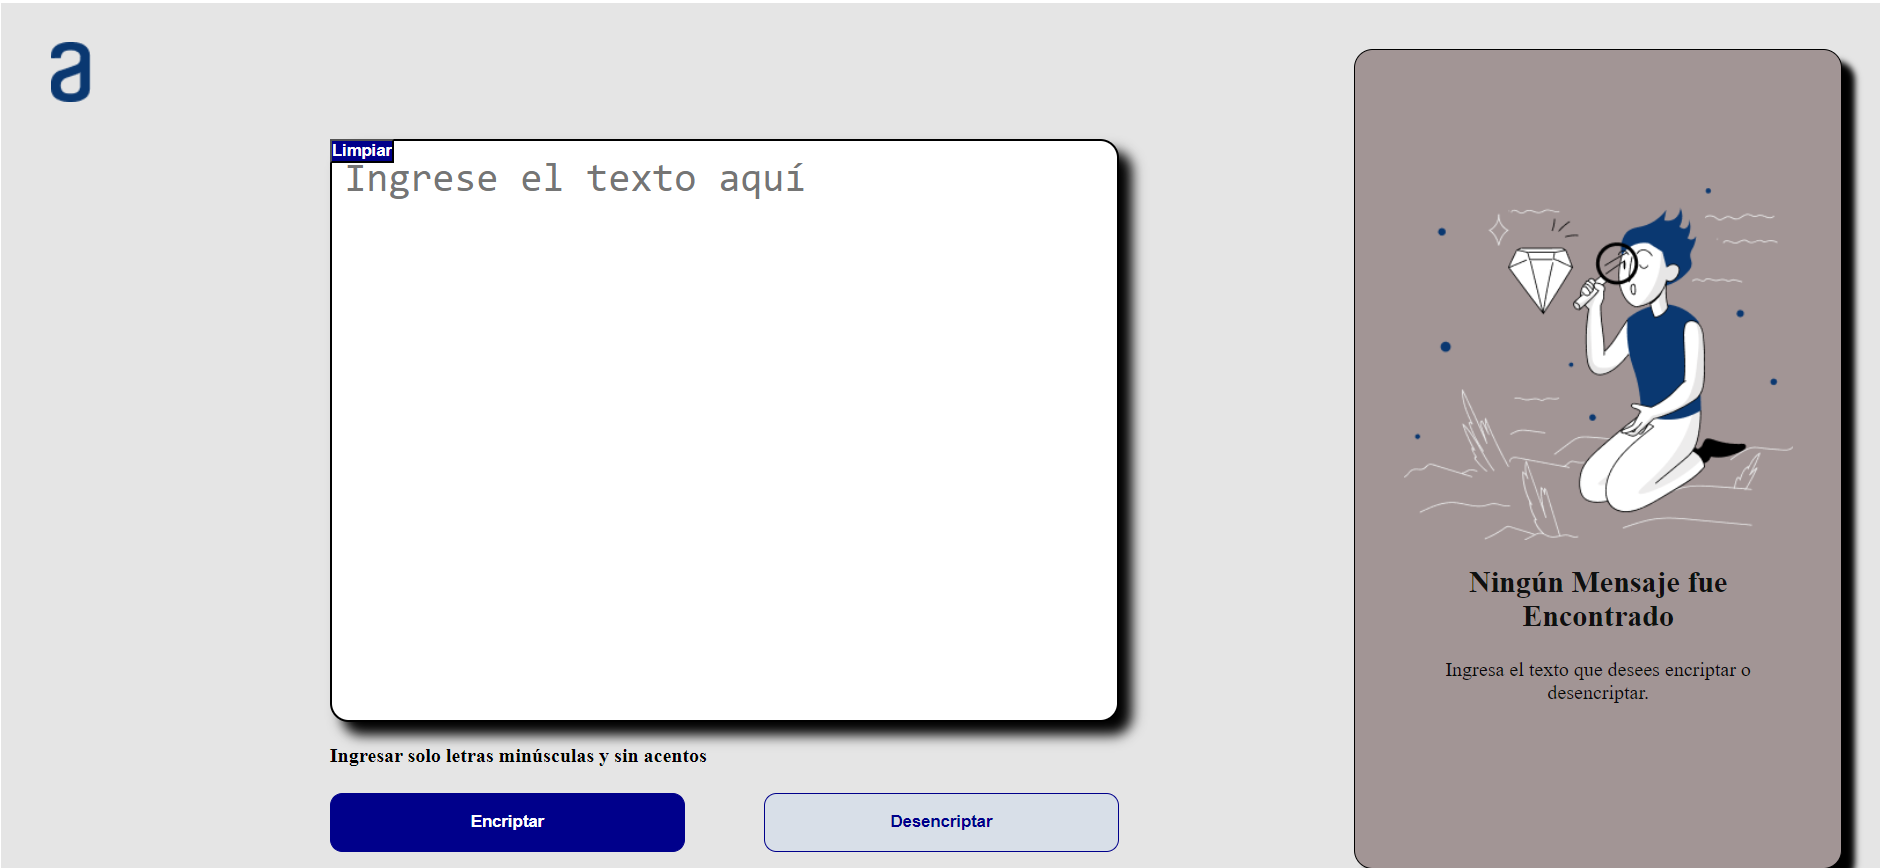 a
Limpiar
Ingrese el texto aquí
Ingresar solo letras minúsculas y sin acentos
Encriptar
Desencriptar
Ningún Mensaje fue
Encontrado
Ingresa el texto que desees encriptar o
desencriptar.